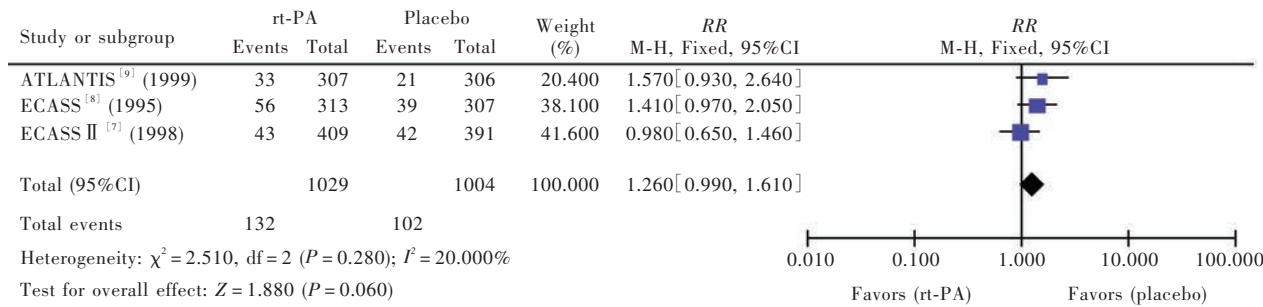 Study or subgroup rt-PA Placebo Weight (%) RR M-H, Fixed, 95%CI RR M-H, Fixed, 95%CI
Events Total Events Total
ATLANTIS[9] (1999) 33 307 21 306 20.400 1.570[0.930, 2.640]
ECASS[8] (1995) 56 313 39 307 38.100 1.410[0.970, 2.050]
ECASSⅡ[7] (1998) 43 409 42 391 41.600 0.980[0.650, 1.460]
Total (95%CI) 1029 1004 100.000 1.260[0.990, 1.610]
Total events 132 102
Heterogeneity: χ²=2.510, df=2 (P=0.280); I²=20.000%
Test for overall effect: Z=1.880 (P=0.060)
0.010 0.100 1.000 10.000 100.000
Favors (rt-PA) Favors (placebo)